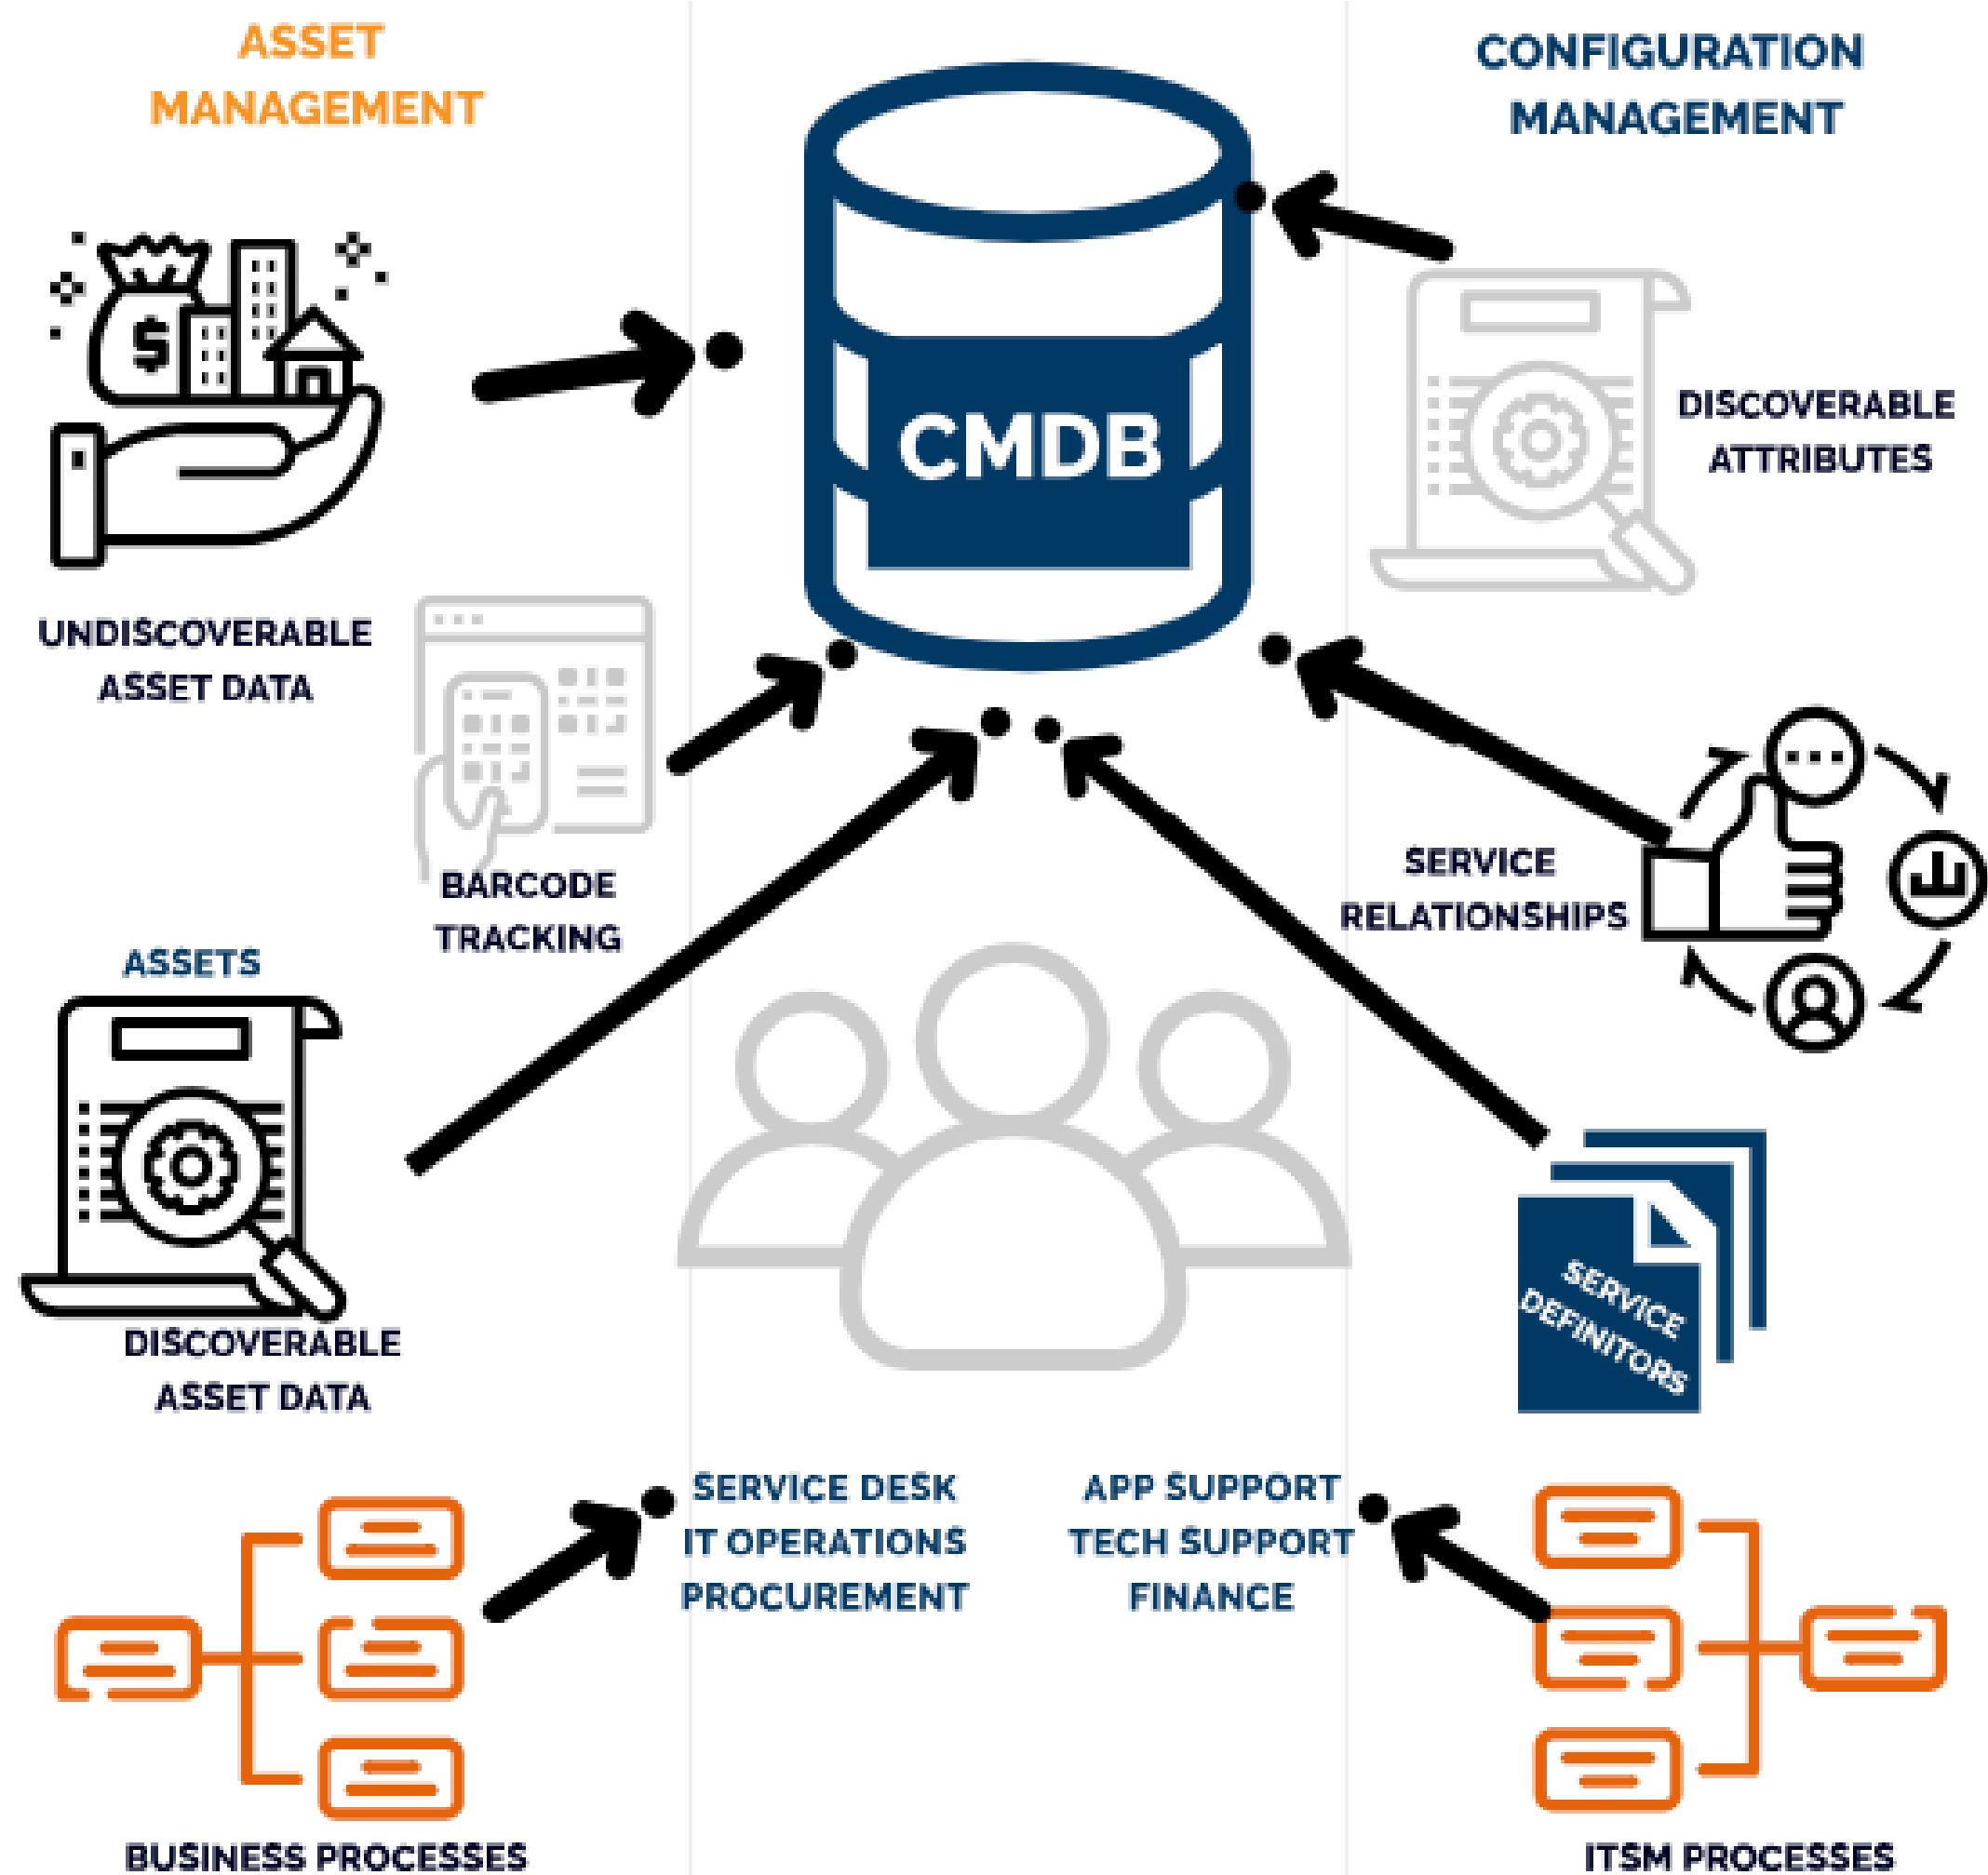 ASSET
MANAGEMENT
CONFIGURATION
MANAGEMENT
$
CMDB
DISCOVERABLE
ATTRIBUTES
UNDISCOVERABLE
ASSET DATA
BARCODE
TRACKING
SERVICE
RELATIONSHIPS
ASSETS
DISCOVERABLE
ASSET DATA
SERVICE
DEFINITORS
SERVICE DESK
IT OPERATIONS
PROCUREMENT
APP SUPPORT
TECH SUPPORT
FINANCE
BUSINESS PROCESSES
ITSM PROCESSES